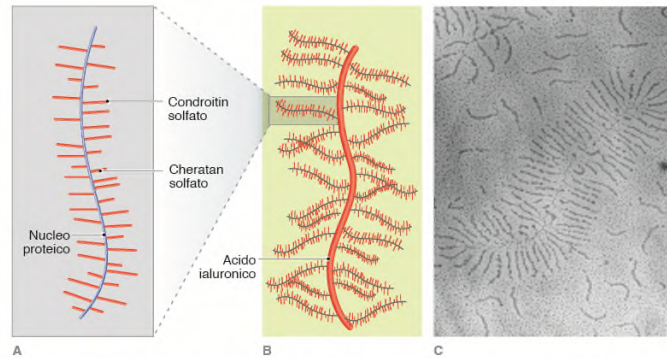 Condroitin
solfato
Cheratan
solfato
Nucleo
proteico
Acido
ialuronico
A
B
C